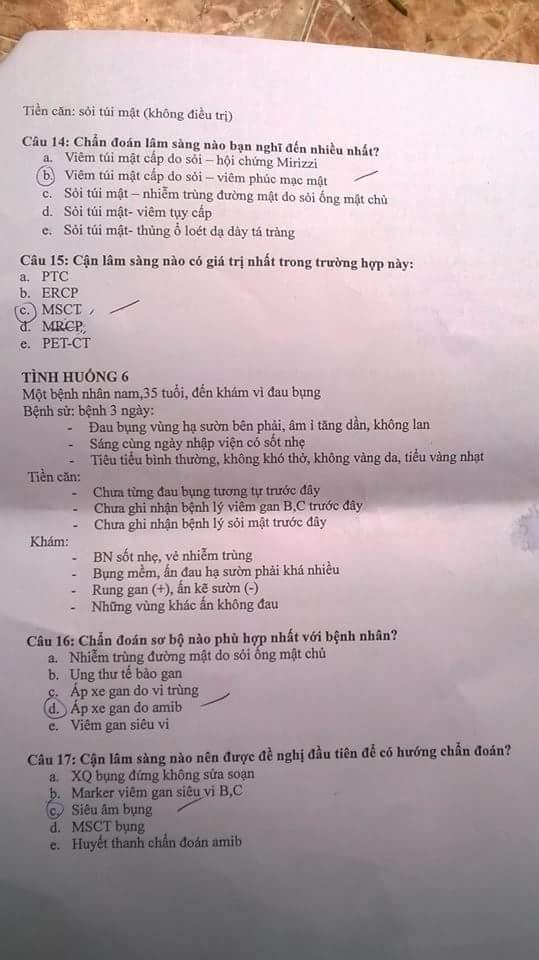 Tiền căn: sỏi túi mật (không điều trị)
Câu 14: Chẩn đoán lâm sàng nào bạn nghĩ đến nhiều nhất?
a. Viêm túi mật cấp do sỏi – hội chứng Mirizzi
b. Viêm túi mật cấp do sỏi – viêm phúc mạc mật
c. Sỏi túi mật – nhiễm trùng đường mật do sỏi ống mật chủ
d. Sỏi túi mật- viêm tụy cấp
e. Sỏi túi mật- thủng ổ loét dạ dày tá tràng
Câu 15: Cận lâm sàng nào có giá trị nhất trong trường hợp này:
a. PTC
b. ERCP
c. MSCT
d. MRCP
e. PET-CT
TÌNH HUỐNG 6
Một bệnh nhân nam,35 tuổi, đến khám vì đau bụng
Bệnh sử: bệnh 3 ngày:
- Đau bụng vùng hạ sườn bên phải, âm ỉ tăng dần, không lan
- Sáng cùng ngày nhập viện có sốt nhẹ
- Tiêu tiểu bình thường, không khó thở, không vàng da, tiểu vàng nhạt
Tiền căn:
- Chưa từng đau bụng tương tự trước đây
- Chưa ghi nhận bệnh lý viêm gan B,C trước đây
- Chưa ghi nhận bệnh lý sỏi mật trước đây
Khám:
- BN sốt nhẹ, vẻ nhiễm trùng
- Bụng mềm, ấn đau hạ sườn phải khá nhiều
- Rung gan (+), ấn kẽ sườn (-)
- Những vùng khác ấn không đau
Câu 16: Chẩn đoán sơ bộ nào phù hợp nhất với bệnh nhân?
a. Nhiễm trùng đường mật do sỏi ống mật chủ
b. Ung thư tế bào gan
c. Áp xe gan do vi trùng
d. Áp xe gan do amib
e. Viêm gan siêu vi
Câu 17: Cận lâm sàng nào nên được đề nghị đầu tiên để có hướng chẩn đoán?
a. XQ bụng đứng không sửa soạn
b. Marker viêm gan siêu vi B,C
c. Siêu âm bụng
d. MSCT bụng
e. Huyết thanh chẩn đoán amib